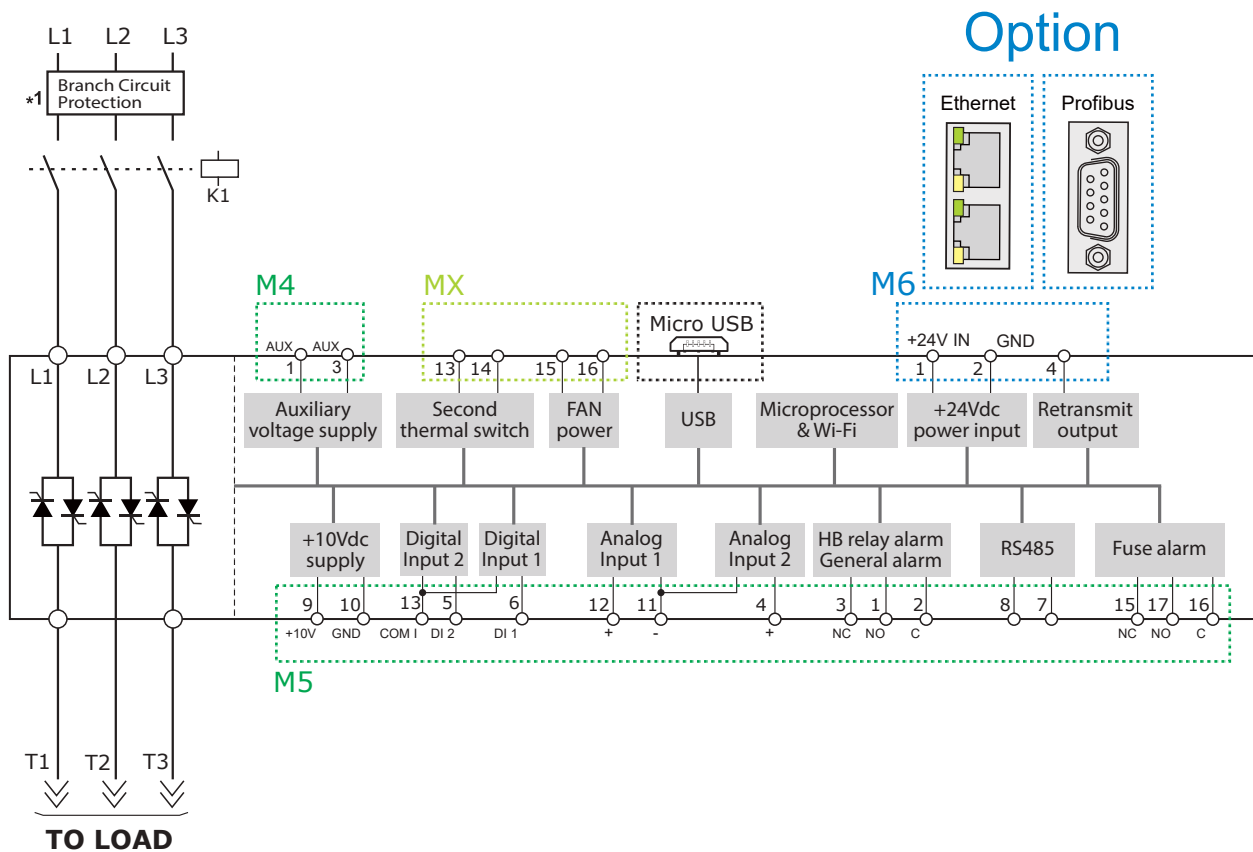 Option
L1 L2 L3
*1
Branch Circuit
Protection
K1
Ethernet
Profibus
M4
MX
Micro USB
M6
AUX AUX
1 3
13 14 15 16
+24V IN GND
1 2 4
L1 L2 L3
Auxiliary
voltage supply
Second
thermal switch
FAN
power
USB
Microprocessor
& Wi-Fi
+24Vdc
power input
Retransmit
output
+10Vdc
supply
Digital
Input 2
Digital
Input 1
Analog
Input 1
Analog
Input 2
HB relay alarm
General alarm
RS485
Fuse alarm
9 10 13 5 6 12 11 4 3 1 2 8 7 15 17 16
+10V GND COM I DI 2 DI 1 + - + NC NO C NC NO C
M5
T1 T2 T3
TO LOAD